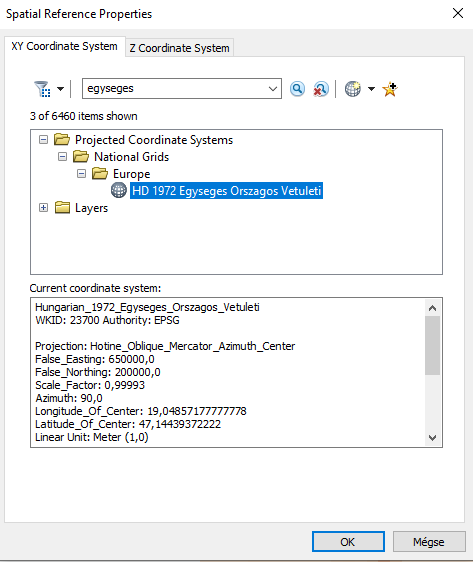 Spatial Reference Properties
XY Coordinate System
Z Coordinate System
egyseges
3 of 6460 items shown
Projected Coordinate Systems
National Grids
Europe
HD 1972 Egyseges Orszagos Vetuleti
Layers
Current coordinate system:
Hungarian_1972_Egyseges_Orszagos_Vetuleti
WKID: 23700 Authority: EPSG
Projection: Hotine_Oblique_Mercator_Azimuth_Center
False_Easting: 650000,0
False_Northing: 200000,0
Scale_Factor: 0,99993
Azimuth: 90,0
Longitude_Of_Center: 19,04857177777778
Latitude_Of_Center: 47,14439372222
Linear Unit: Meter (1,0)
OK
Mégse